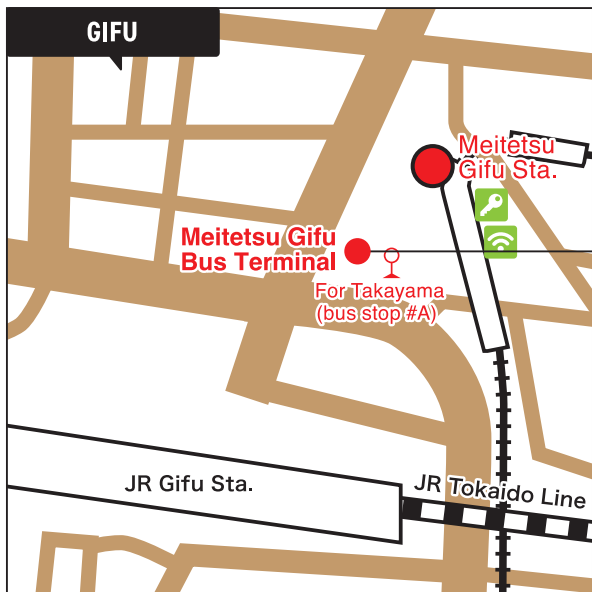 GIFU
Meitetsu
Gifu Sta.
Meitetsu Gifu
Bus Terminal
For Takayama
(bus stop #A)
JR Gifu Sta.
JR Tokaido Line